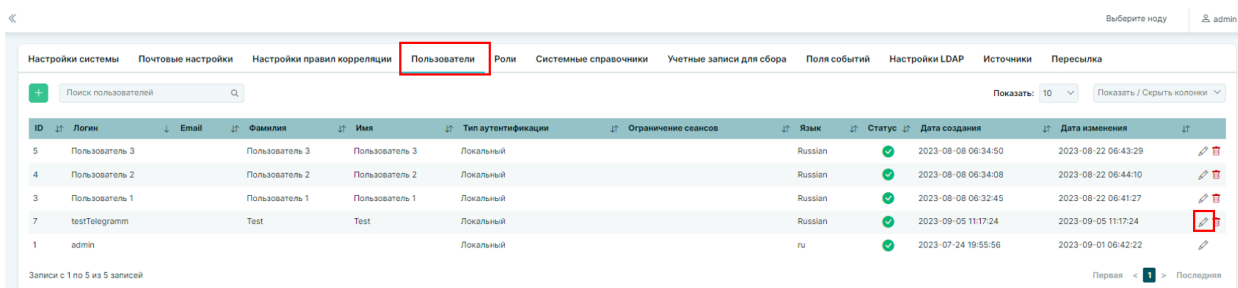 Выберите ноду admin
Настройки системы Почтовые настройки Настройки правил корреляции Пользователи Роли Системные справочники Учетные записи для сбора Поля событий Настройки LDAP Источники Пересылка
+ Поиск пользователей Показать: 10 Показать / Скрыть колонки
ID Логин Email Фамилия Имя Тип аутентификации Ограничение сеансов Язык Статус Дата создания Дата изменения
5 Пользователь 3 Пользователь 3 Пользователь 3 Локальный Russian 2023-08-08 06:34:50 2023-08-22 06:43:29
4 Пользователь 2 Пользователь 2 Пользователь 2 Локальный Russian 2023-08-08 06:34:08 2023-08-22 06:44:10
3 Пользователь 1 Пользователь 1 Пользователь 1 Локальный Russian 2023-08-08 06:32:45 2023-08-22 06:41:27
7 testTelegramm Test Test Локальный Russian 2023-09-05 11:17:24 2023-09-05 11:17:24
1 admin Локальный ru 2023-07-24 19:55:56 2023-09-01 06:42:22
Записи с 1 по 5 из 5 записей Первая < 1 > Последняя